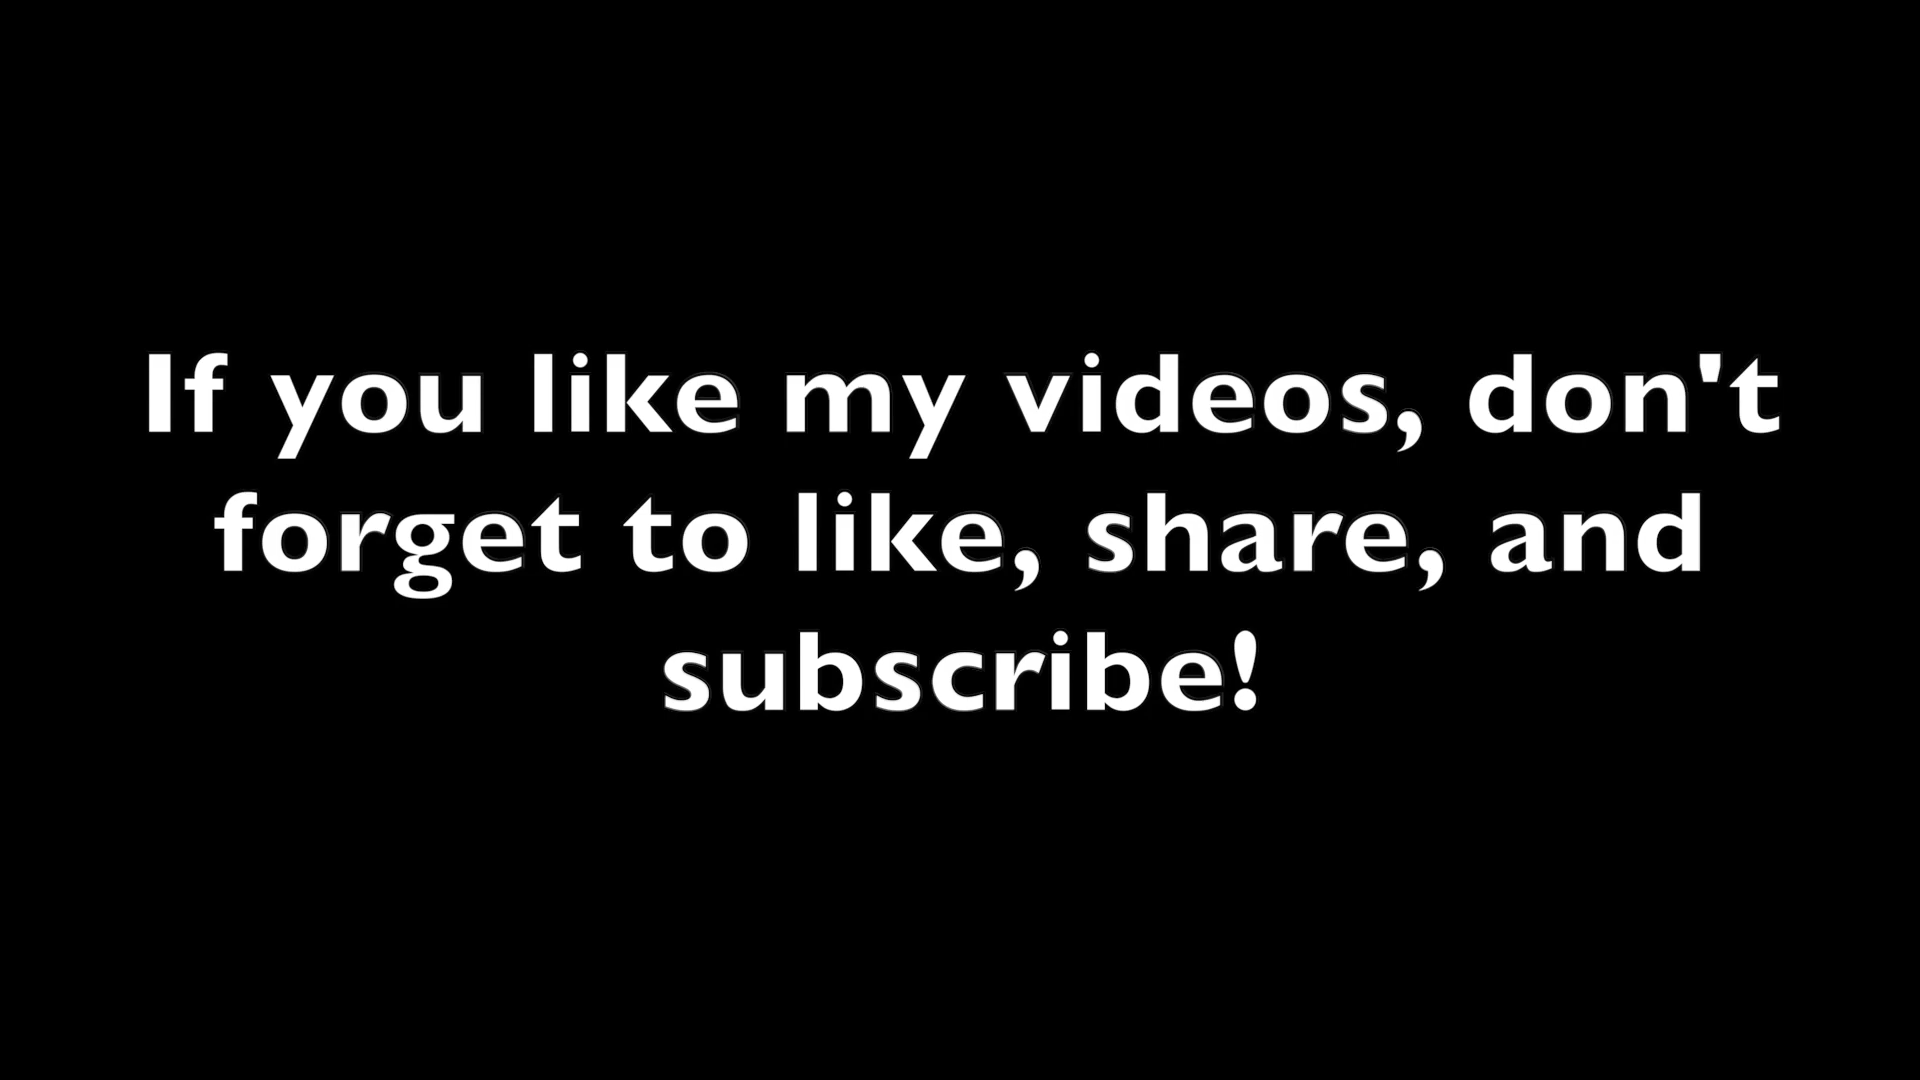 If you like my videos, don't
forget to like, share, and
subscribe!